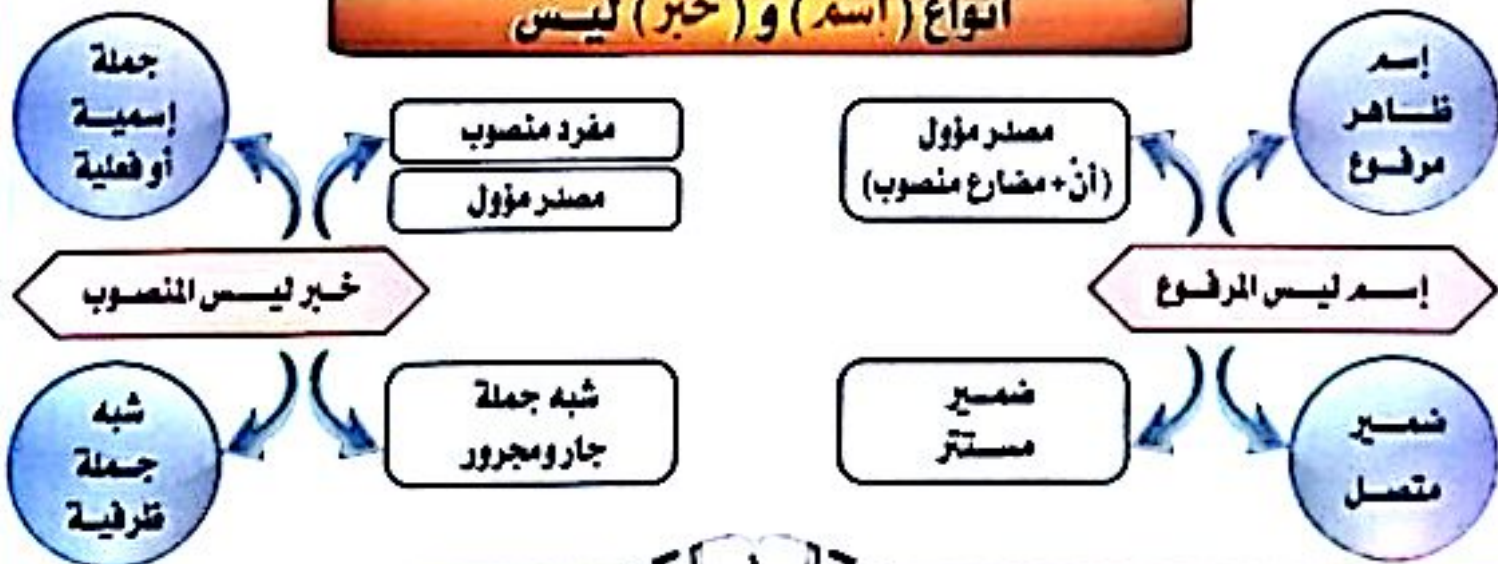 أنواع (إسم) و (خبر) ليس
إسم
ظاهر
مرفوع
مصدر مؤول
(أنْ + مضارع منصوب)
إسم ليس المرفوع
ضمير
مستتر
ضمير
متصل
مفرد منصوب
مصدر مؤول
جملة
إسمية
أو فعلية
خبر ليس المنصوب
شبه جملة
جار ومجرور
شبه
جملة
ظرفية